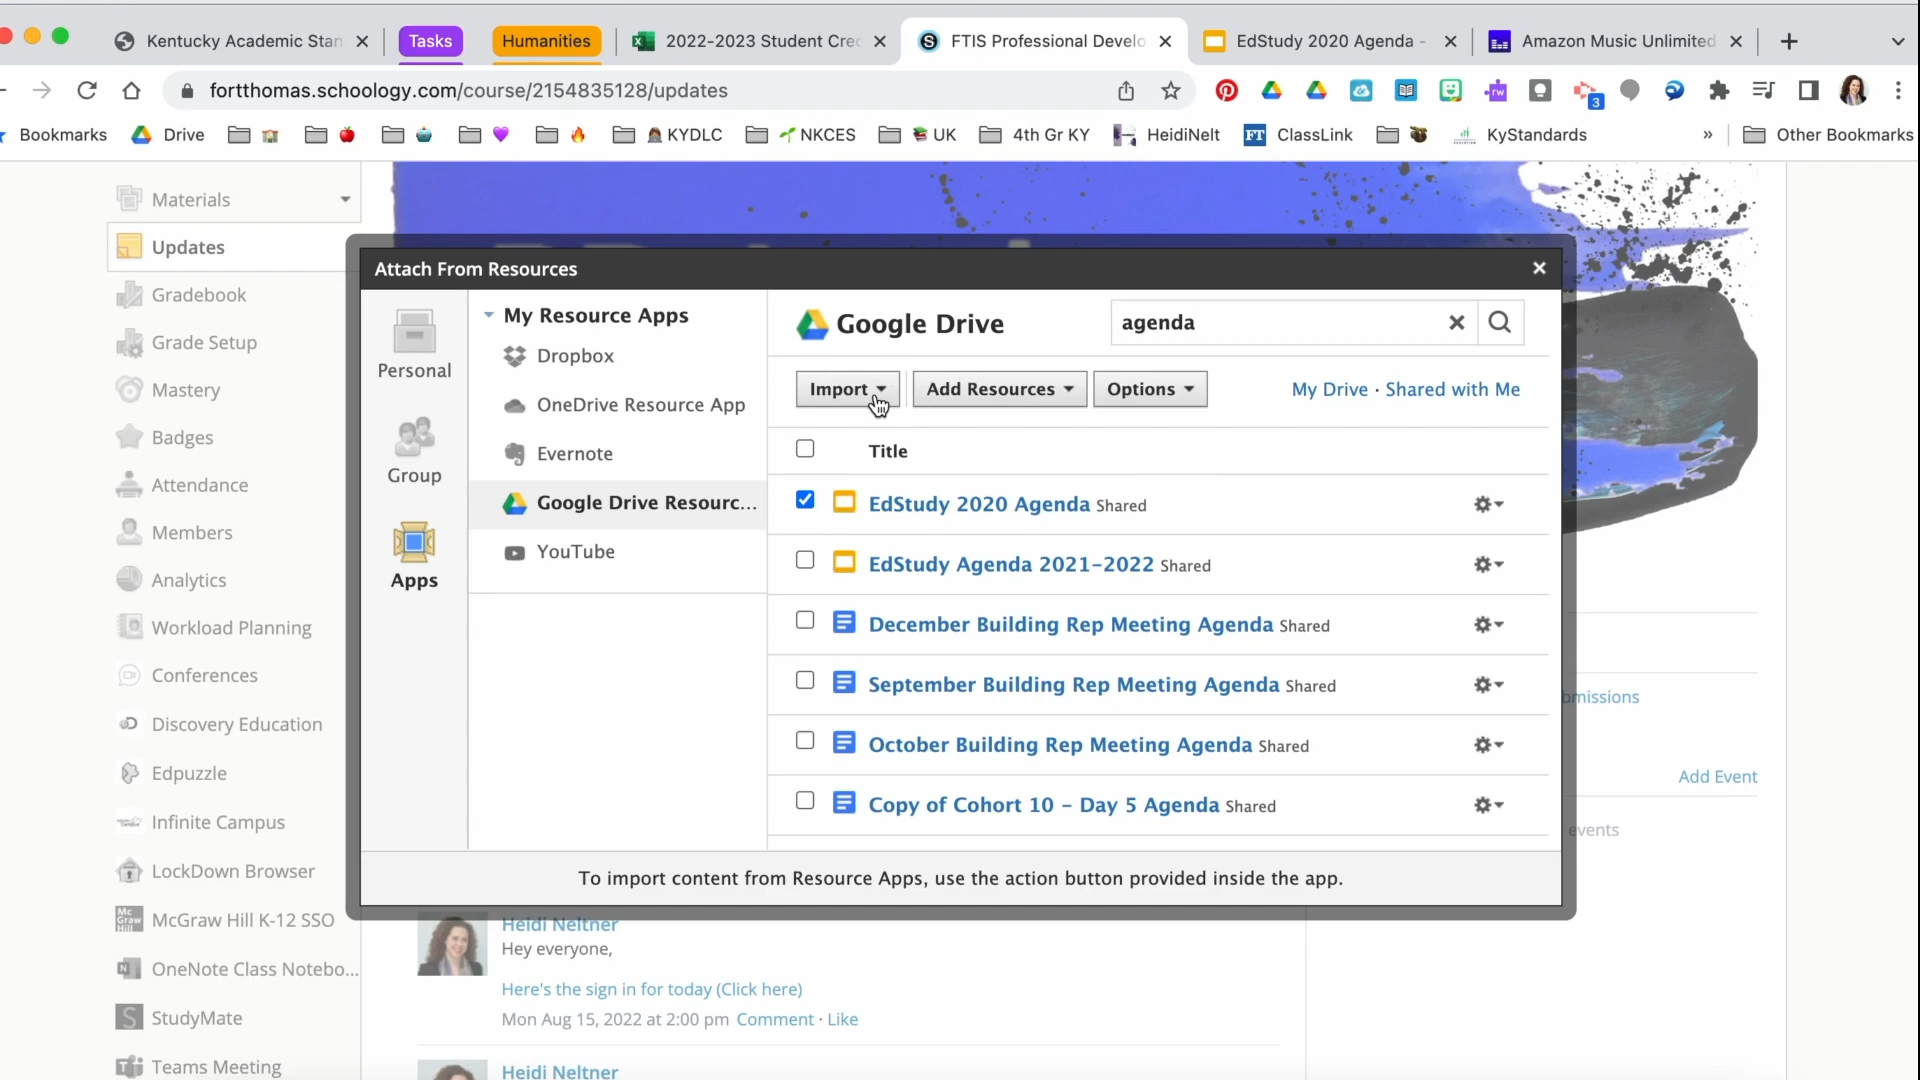 Kentucky Academic Stan
Tasks
Humanities
2022-2023 Student Cre
FTIS Professional Develo
EdStudy 2020 Agenda -
Amazon Music Unlimited
fortthomas.schoology.com/course/2154835128/updates
3
Bookmarks
Drive
KYDLC
NKCES
UK
4th Gr KY
HeidiNelt
FT ClassLink
KyStandards
»
Other Bookmarks
Materials
Updates
Gradebook
Grade Setup
Mastery
Badges
Attendance
Members
Analytics
Workload Planning
Conferences
Discovery Education
Edpuzzle
Infinite Campus
LockDown Browser
McGraw Hill K-12 SSO
OneNote Class Notebo...
StudyMate
Teams Meeting
Attach From Resources
Personal
Group
Apps
My Resource Apps
Dropbox
OneDrive Resource App
Evernote
Google Drive Resourc...
YouTube
Google Drive
agenda
Import
Add Resources
Options
My Drive · Shared with Me
Title
EdStudy 2020 Agenda Shared
EdStudy Agenda 2021-2022 Shared
December Building Rep Meeting Agenda Shared
September Building Rep Meeting Agenda Shared
October Building Rep Meeting Agenda Shared
Copy of Cohort 10 – Day 5 Agenda Shared
To import content from Resource Apps, use the action button provided inside the app.
bmissions
Add Event
events
Heidi Neltner
Hey everyone,
Here's the sign in for today (Click here)
Mon Aug 15, 2022 at 2:00 pm Comment · Like
Heidi Neltner